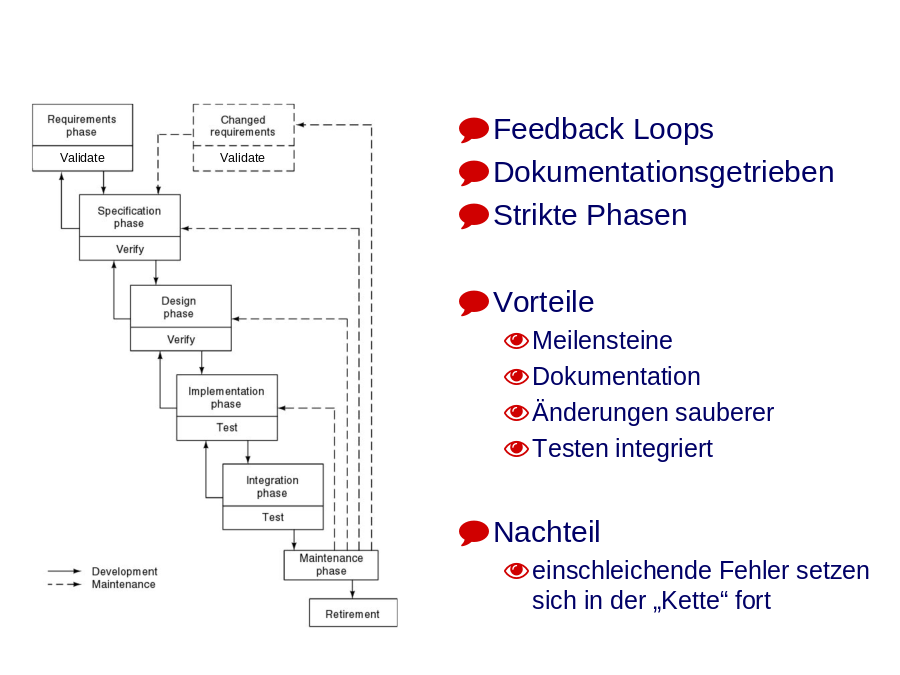 Requirements
phase
Validate
Changed
requirements
Validate
Specification
phase
Verify
Design
phase
Verify
Implementation
phase
Test
Integration
phase
Test
Maintenance
phase
Retirement
Development
Maintenance
Feedback Loops
Dokumentationsgetrieben
Strikte Phasen
Vorteile
Meilensteine
Dokumentation
Änderungen sauberer
Testen integriert
Nachteil
einschleichende Fehler setzen
sich in der „Kette“ fort